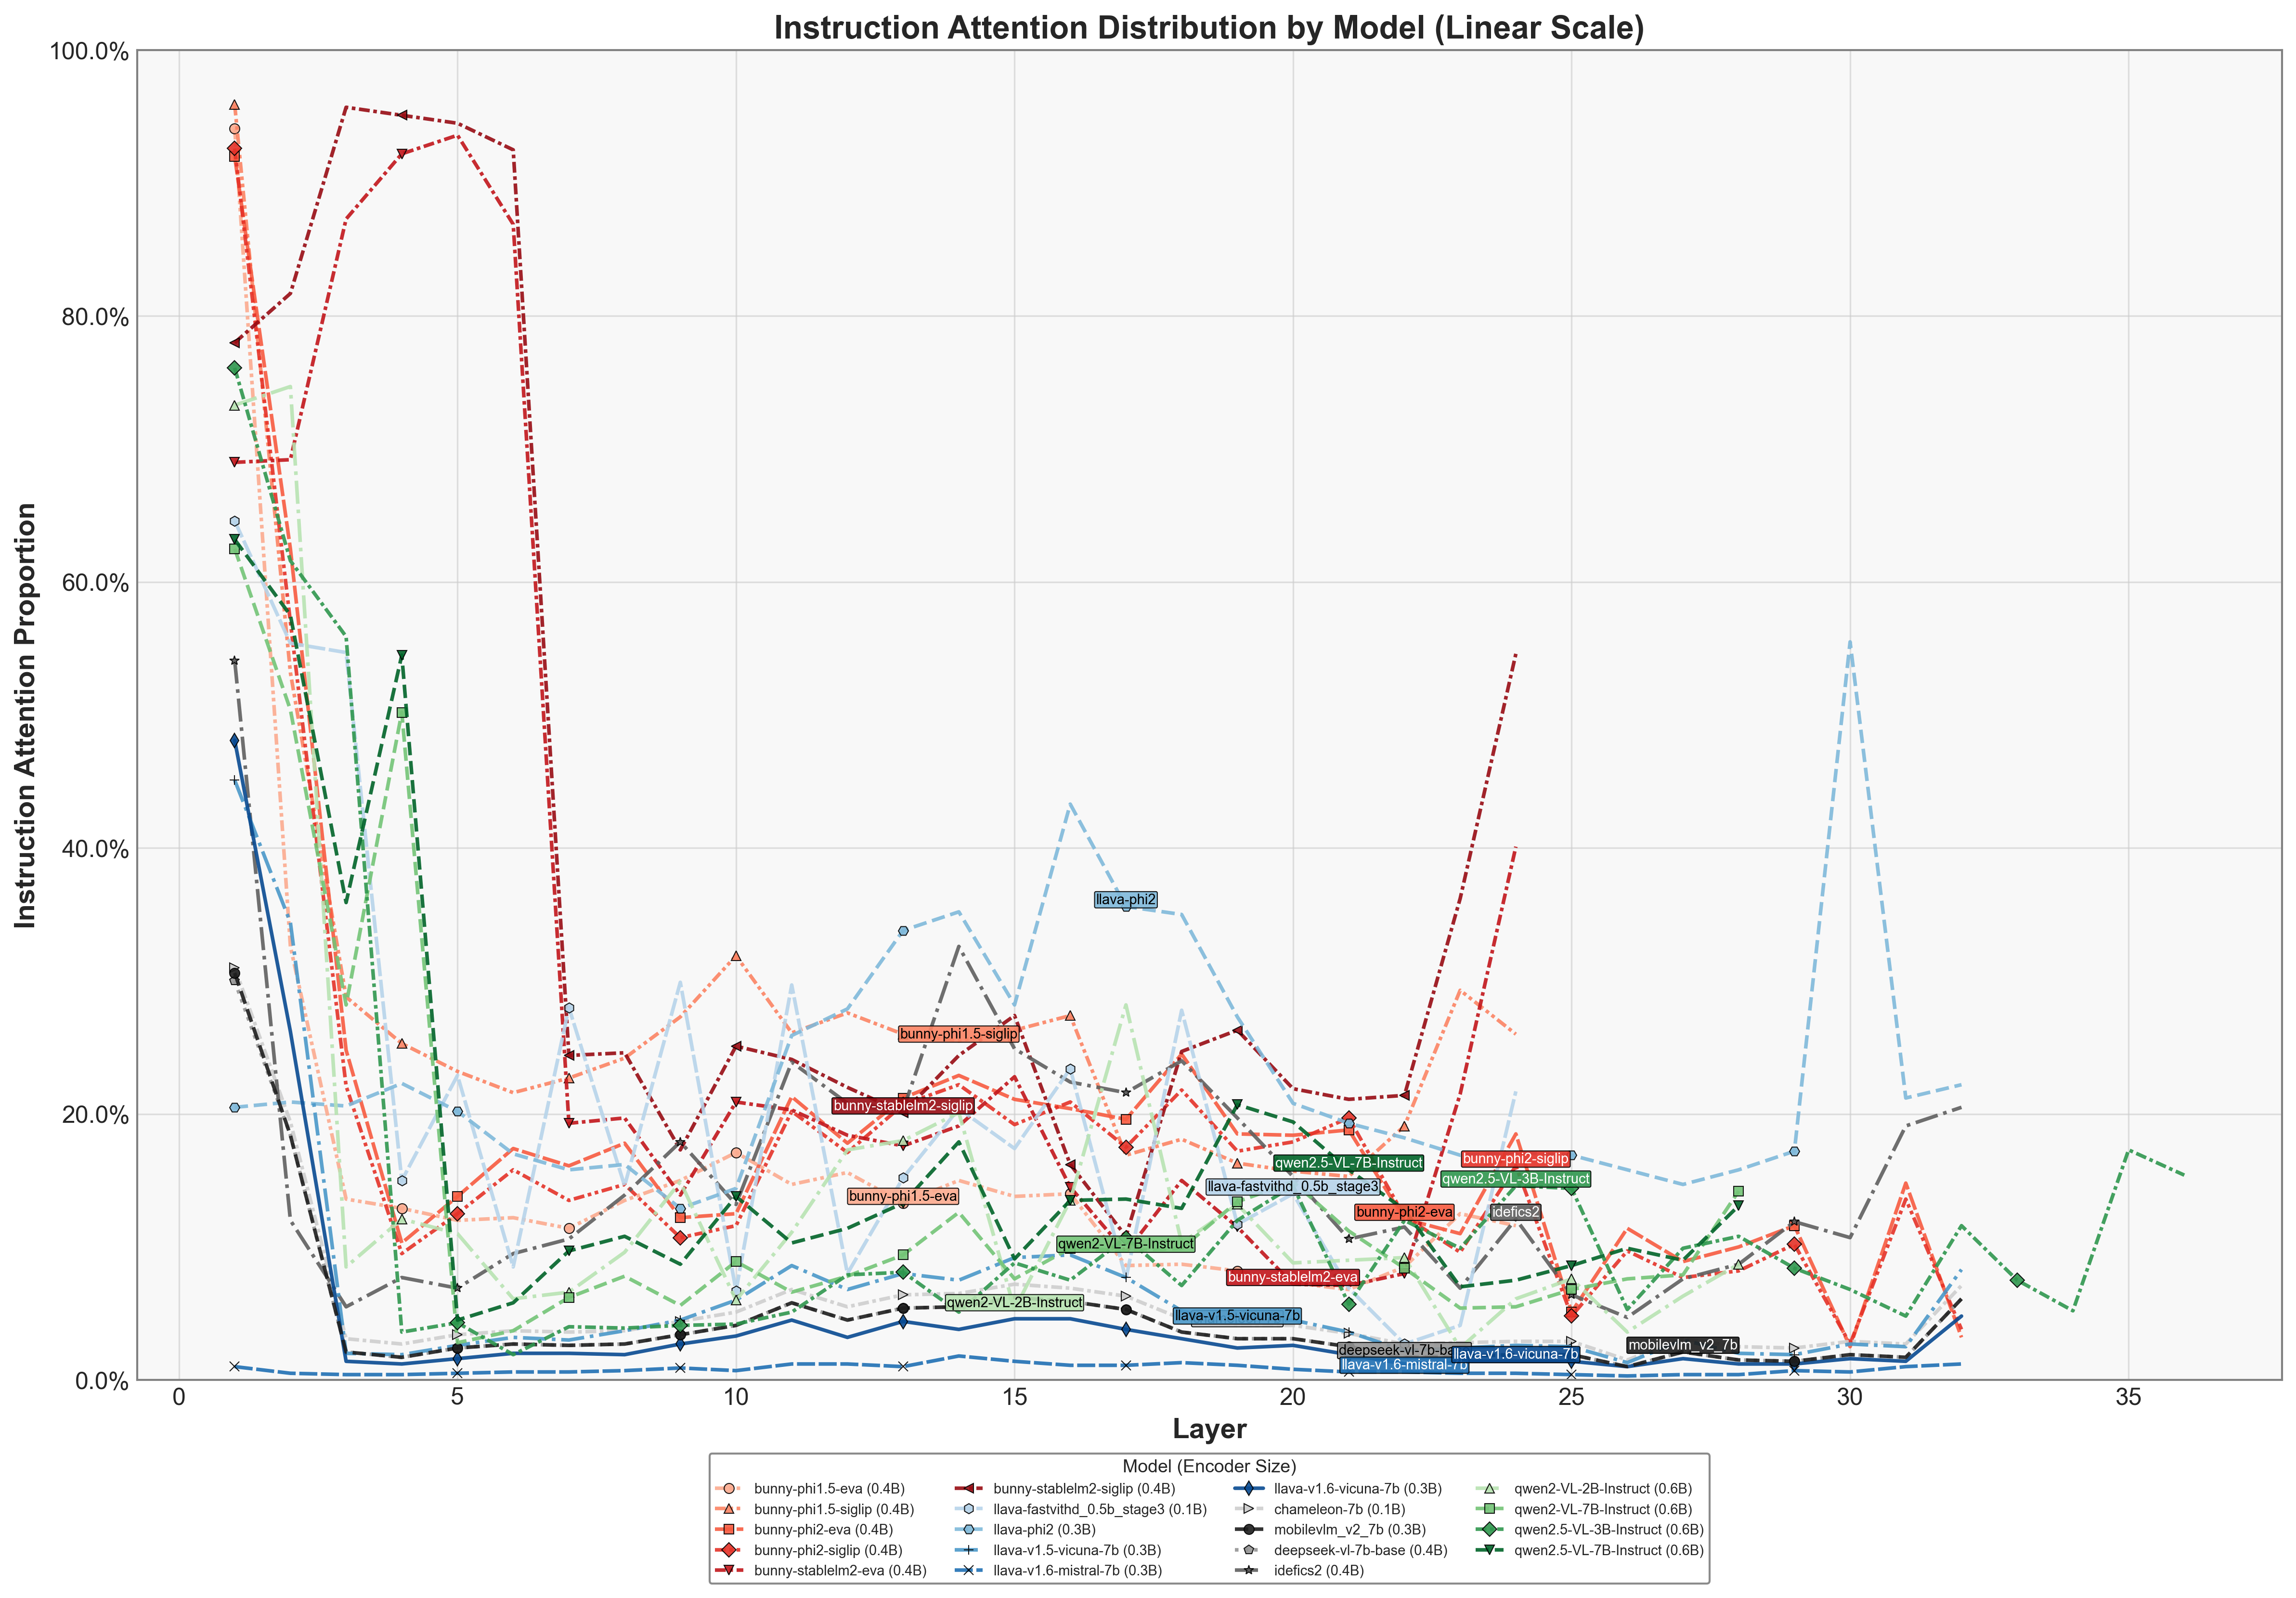 Instruction Attention Distribution by Model (Linear Scale)
100.0%
80.0%
60.0%
40.0%
20.0%
0.0%
Instruction Attention Proportion
llava-phi2
bunny-phi1.5-siglip
bunny-stablelm2-siglip
bunny-phi1.5-eva
qwen2.5-VL-7B-Instruct
bunny-phi2-siglip
qwen2.5-VL-3B-Instruct
llava-fastvithd_0.5b_stage3
bunny-phi2-eva
idefics2
qwen2-VL-7B-Instruct
bunny-stablelm2-eva
qwen2-VL-2B-Instruct
llava-v1.5-vicuna-7b
mobilevlm_v2_7b
deepseek-vl-7b-ba
llava-v1.6-vicuna-7b
llava-v1.6-mistral-7b
0 5 10 15 20 25 30 35
Layer
Model (Encoder Size)
bunny-phi1.5-eva (0.4B)
bunny-phi1.5-siglip (0.4B)
bunny-phi2-eva (0.4B)
bunny-phi2-siglip (0.4B)
bunny-stablelm2-eva (0.4B)
bunny-stablelm2-siglip (0.4B)
llava-fastvithd_0.5b_stage3 (0.1B)
llava-phi2 (0.3B)
llava-v1.5-vicuna-7b (0.3B)
llava-v1.6-mistral-7b (0.3B)
llava-v1.6-vicuna-7b (0.3B)
chameleon-7b (0.1B)
mobilevlm_v2_7b (0.3B)
deepseek-vl-7b-base (0.4B)
idefics2 (0.4B)
qwen2-VL-2B-Instruct (0.6B)
qwen2-VL-7B-Instruct (0.6B)
qwen2.5-VL-3B-Instruct (0.6B)
qwen2.5-VL-7B-Instruct (0.6B)